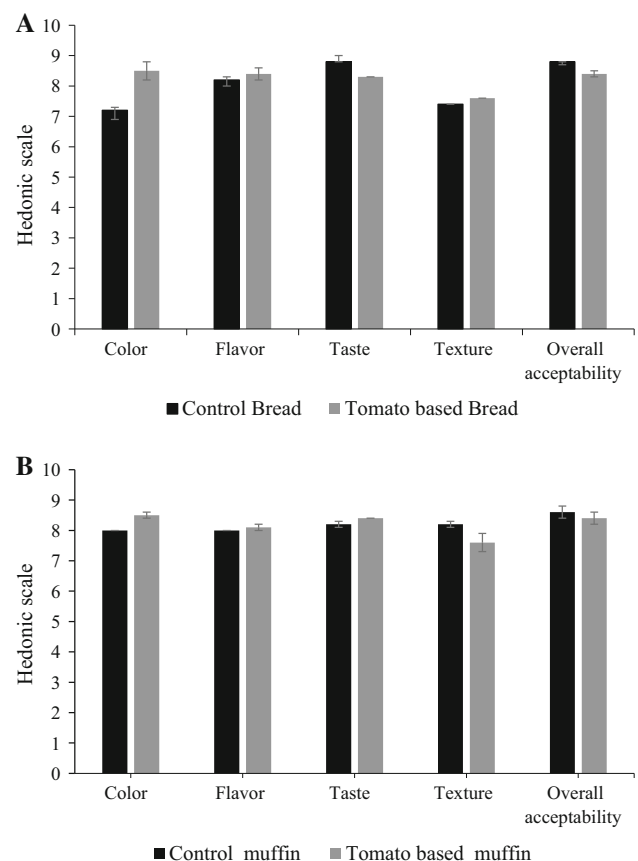 A
10
9
8
7
6
5
4
3
2
1
0
Hedonic scale
Color Flavor Taste Texture Overall
acceptability
Control Bread Tomato based Bread
B
10
9
8
7
6
5
4
3
2
1
0
Hedonic scale
Color Flavor Taste Texture Overall
acceptability
Control muffin Tomato based muffin